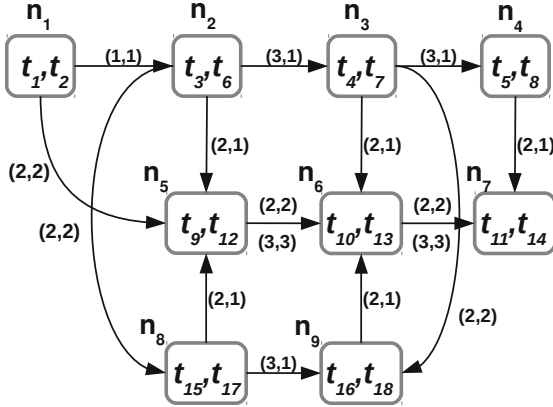 n1 n2 n3 n4
t1,t2 (1,1) t3,t6 (3,1) t4,t7 (3,1) t5,t8
(2,1) (2,1) (2,1)
(2,2) n5 n6 n7
(2,2) t9,t12 (2,2) (3,3) t10,t13 (2,2) (3,3) t11,t14
(2,1) (2,1) (2,2)
n8 n9
t15,t17 (3,1) t16,t18